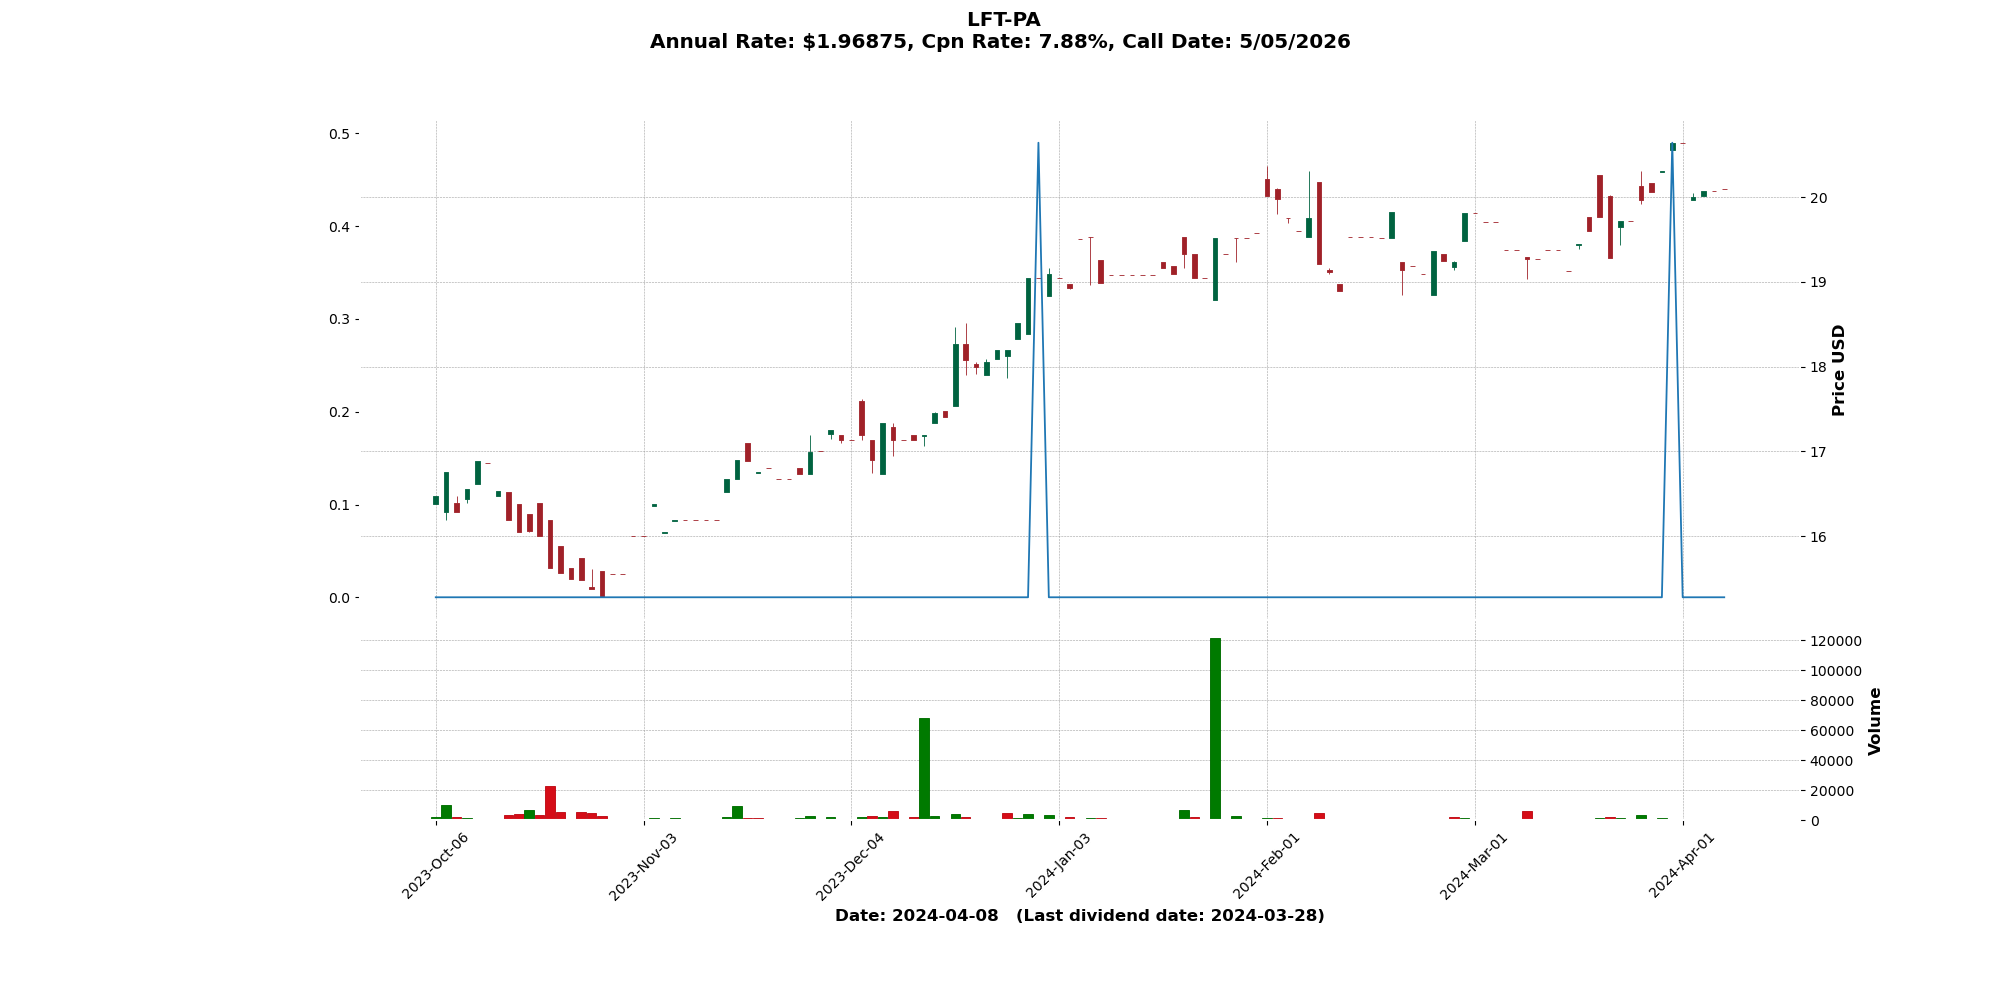 LFT-PA
Annual Rate: $1.96875, Cpn Rate: 7.88%, Call Date: 5/05/2026
0.5
0.4
0.3
0.2
0.1
0.0
20
19
18
17
16
Price USD
120000
100000
80000
60000
40000
20000
0
Volume
2023-Oct-06
2023-Nov-03
2023-Dec-04
2024-Jan-03
2024-Feb-01
2024-Mar-01
2024-Apr-01
Date: 2024-04-08 (Last dividend date: 2024-03-28)